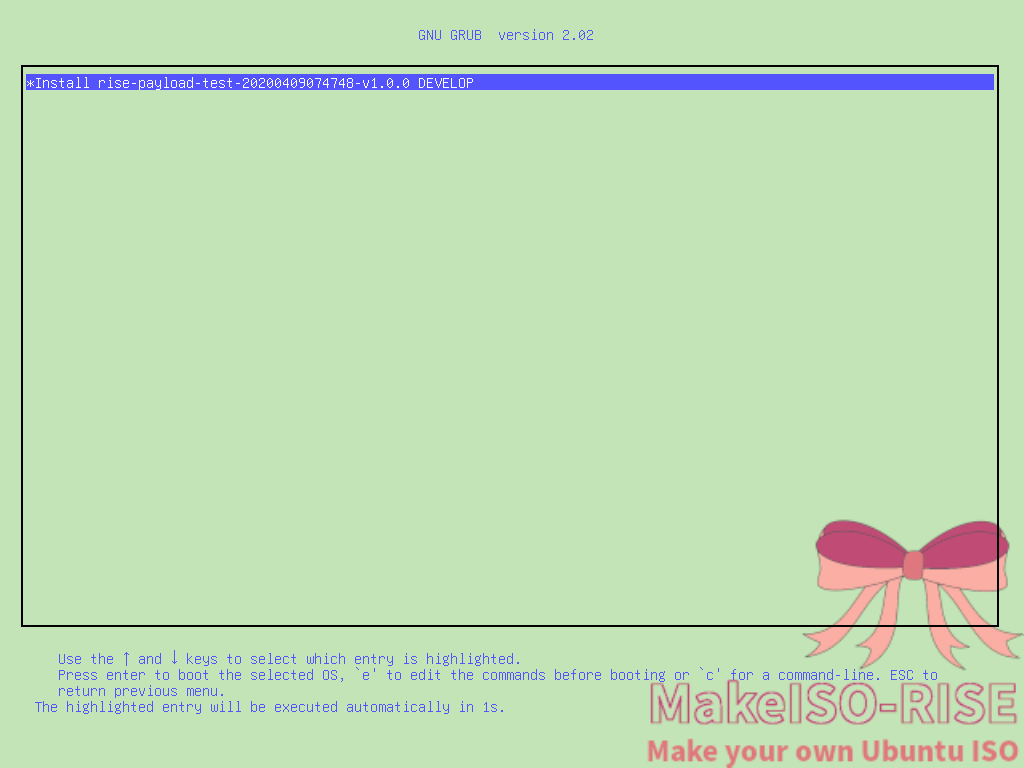 GNU GRUB  version 2.02
*Install rise-payload-test-20200409074748-v1.0.0 DEVELOP
Use the ↑ and ↓ keys to select which entry is highlighted.
Press enter to boot the selected OS, `e' to edit the commands before booting or `c' for a command-line. ESC to
return previous menu.
The highlighted entry will be executed automatically in 1s.
MakeISO-RISE
Make your own Ubuntu ISO